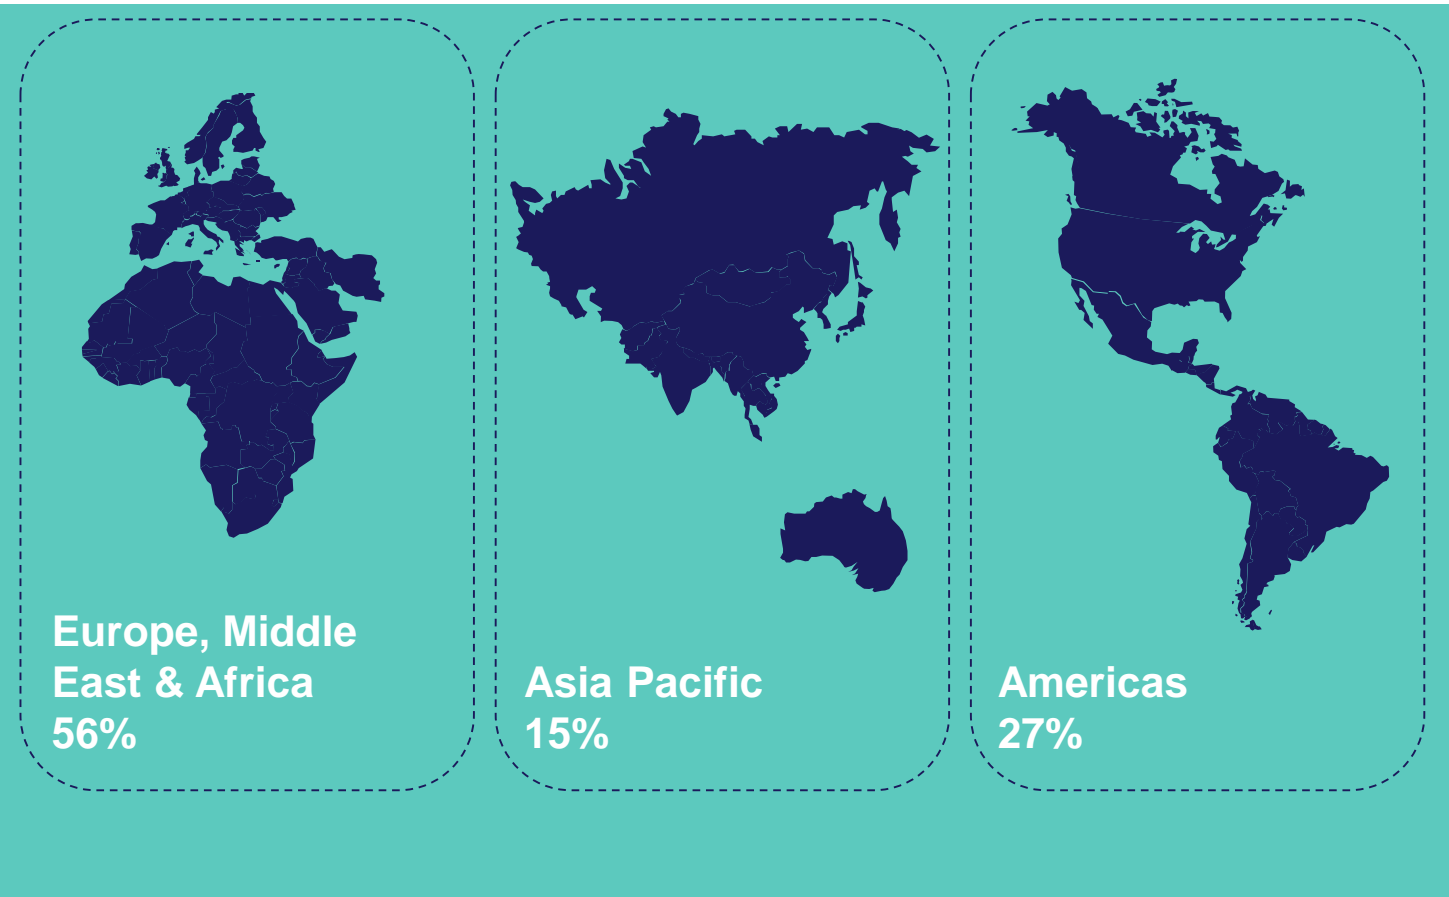 Europe, Middle
East & Africa
56%
Asia Pacific
15%
Americas
27%